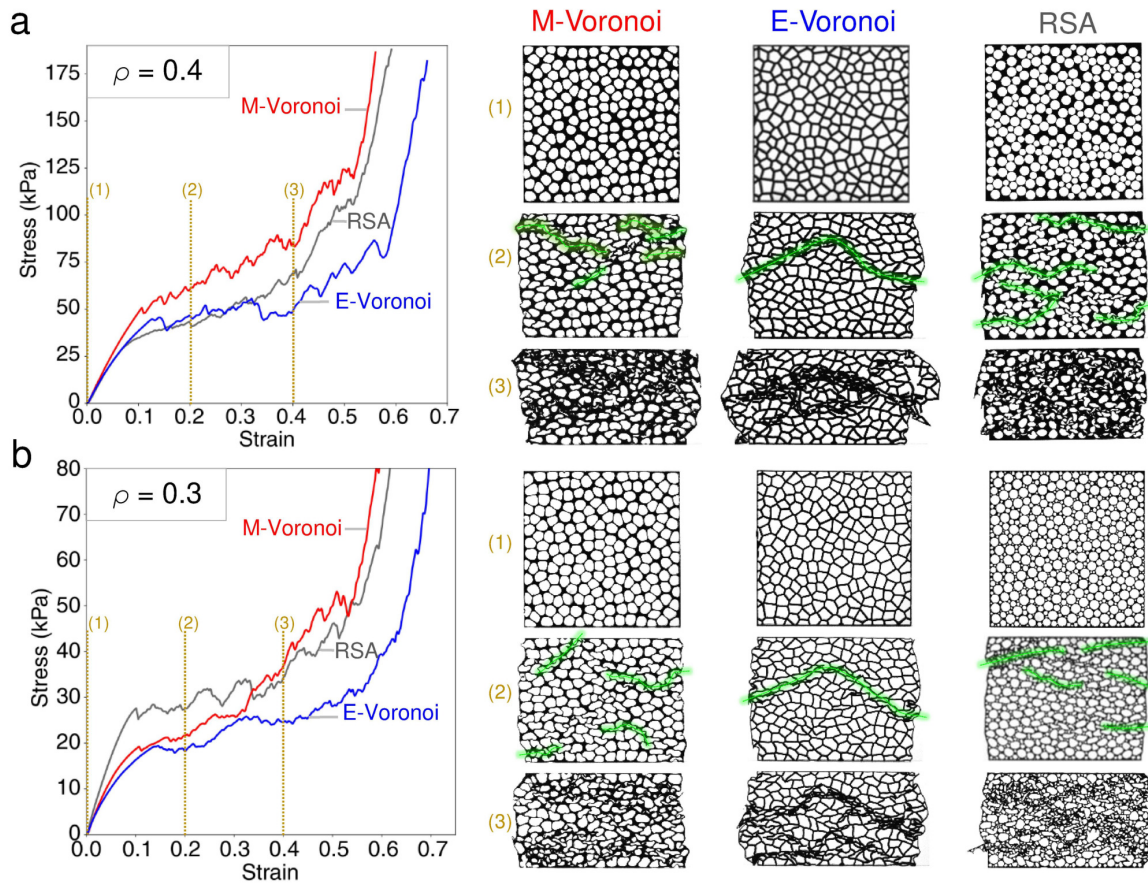 a
M-Voronoi
E-Voronoi
RSA
ρ = 0.4
Stress (kPa)
175
150
125
100
75
50
25
0
M-Voronoi
RSA
E-Voronoi
(1)
(2)
(3)
0.0 0.1 0.2 0.3 0.4 0.5 0.6 0.7
Strain
(1)
(2)
(3)
b
ρ = 0.3
Stress (kPa)
80
70
60
50
40
30
20
10
0
M-Voronoi
RSA
E-Voronoi
(1)
(2)
(3)
0.0 0.1 0.2 0.3 0.4 0.5 0.6 0.7
Strain
(1)
(2)
(3)